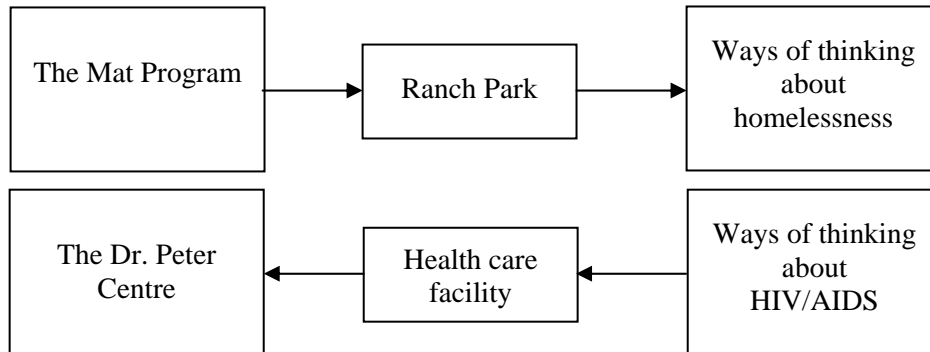 The Mat Program
Ranch Park
Ways of thinking
about
homelessness
The Dr. Peter
Centre
Health care
facility
Ways of thinking
about
HIV/AIDS